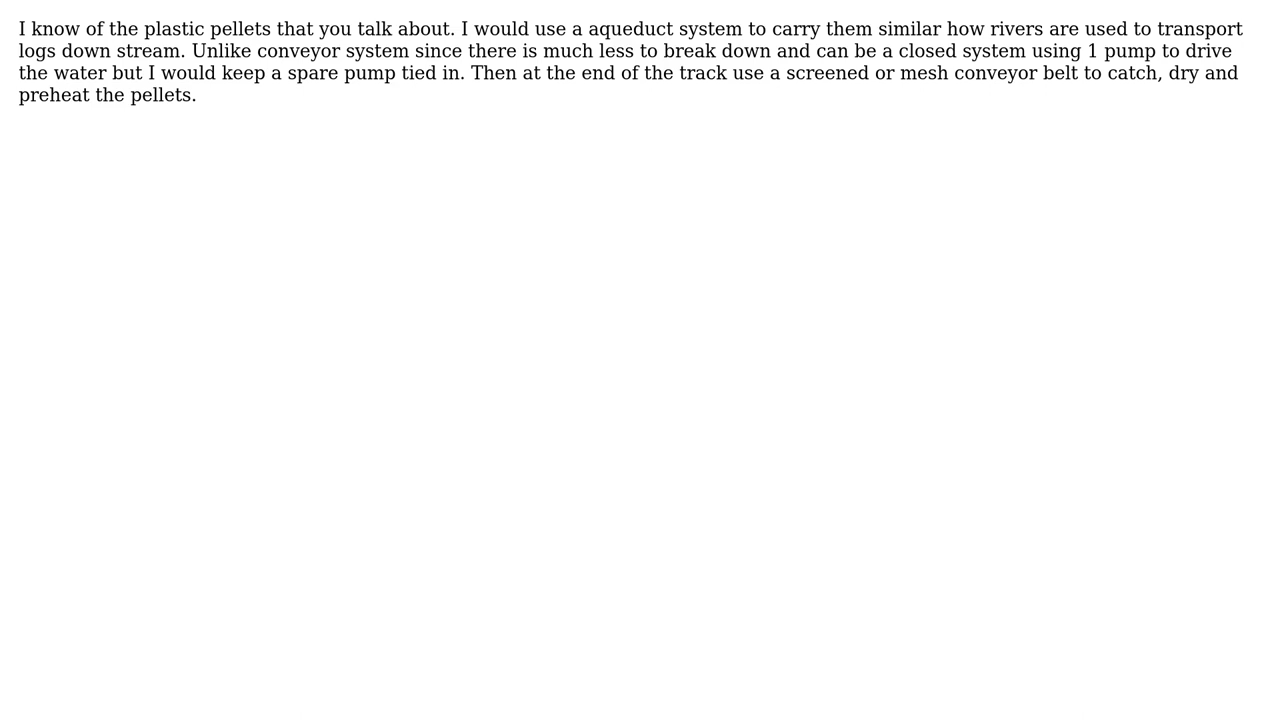 I know of the plastic pellets that you talk about. I would use a aqueduct system to carry them similar how rivers are used to transport
logs down stream. Unlike conveyor system since there is much less to break down and can be a closed system using 1 pump to drive
the water but I would keep a spare pump tied in. Then at the end of the track use a screened or mesh conveyor belt to catch, dry and
preheat the pellets.